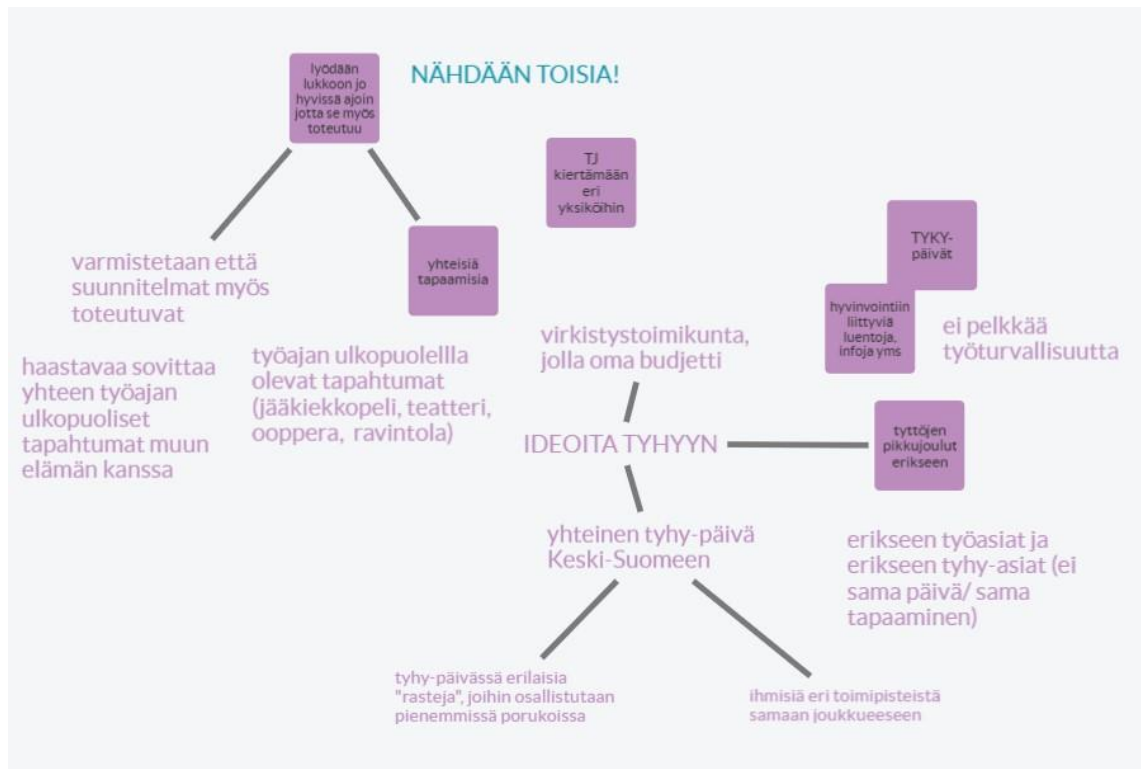 lyödään
lukkoon jo
hyvissä ajoin
jotta se myös
toteutuu
NÄHDÄÄN TOISIA!
TJ
kiertämään
eri
yksiköihin
TYKY-
päivät
yhteisiä
tapaamisia
varmistetaan että
suunnitelmat myös
toteutuvat
hyvinvointiin
liittyviä
luentoja,
infoja yms
ei pelkkää
työturvallisuutta
virkistystoimikunta,
jolla oma budjetti
työajan ulkopuolellla
olevat tapahtumat
(jääkiekkopeli, teatteri,
ooppera, ravintola)
haastavaa sovittaa
yhteen työajan
ulkopuoliset
tapahtumat muun
elämän kanssa
IDEOITA TYHYYN
tyttöjen
pikkujoulut
erikseen
yhteinen tyhy-päivä
Keski-Suomeen
erikseen työasiat ja
erikseen tyhy-asiat (ei
sama päivä/ sama
tapaaminen)
tyhy-päivässä erilaisia
"rasteja", joihin osallistutaan
pienemmissä porukoissa
ihmisiä eri toimipisteistä
samaan joukkueeseen